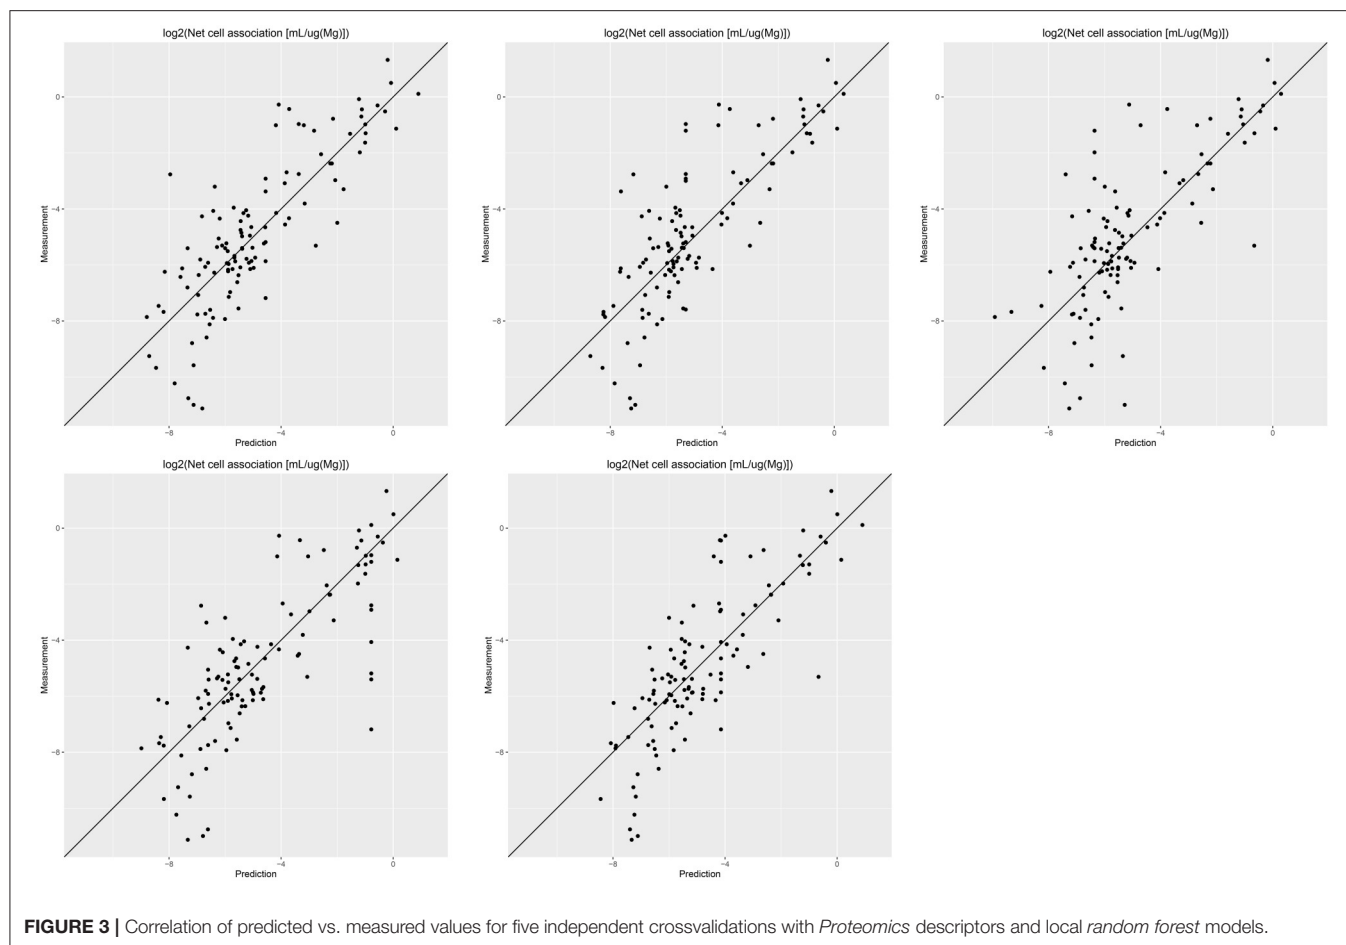 log2(Net cell association [mL/ug(Mg)])
0
−4
−8
Measurement
−8
−4
0
Prediction
log2(Net cell association [mL/ug(Mg)])
0
−4
−8
Measurement
−8
−4
0
Prediction
log2(Net cell association [mL/ug(Mg)])
0
−4
−8
Measurement
−8
−4
0
Prediction
log2(Net cell association [mL/ug(Mg)])
0
−4
−8
Measurement
−8
−4
0
Prediction
log2(Net cell association [mL/ug(Mg)])
0
−4
−8
Measurement
−8
−4
0
Prediction
FIGURE 3 | Correlation of predicted vs. measured values for five independent crossvalidations with Proteomics descriptors and local random forest models.